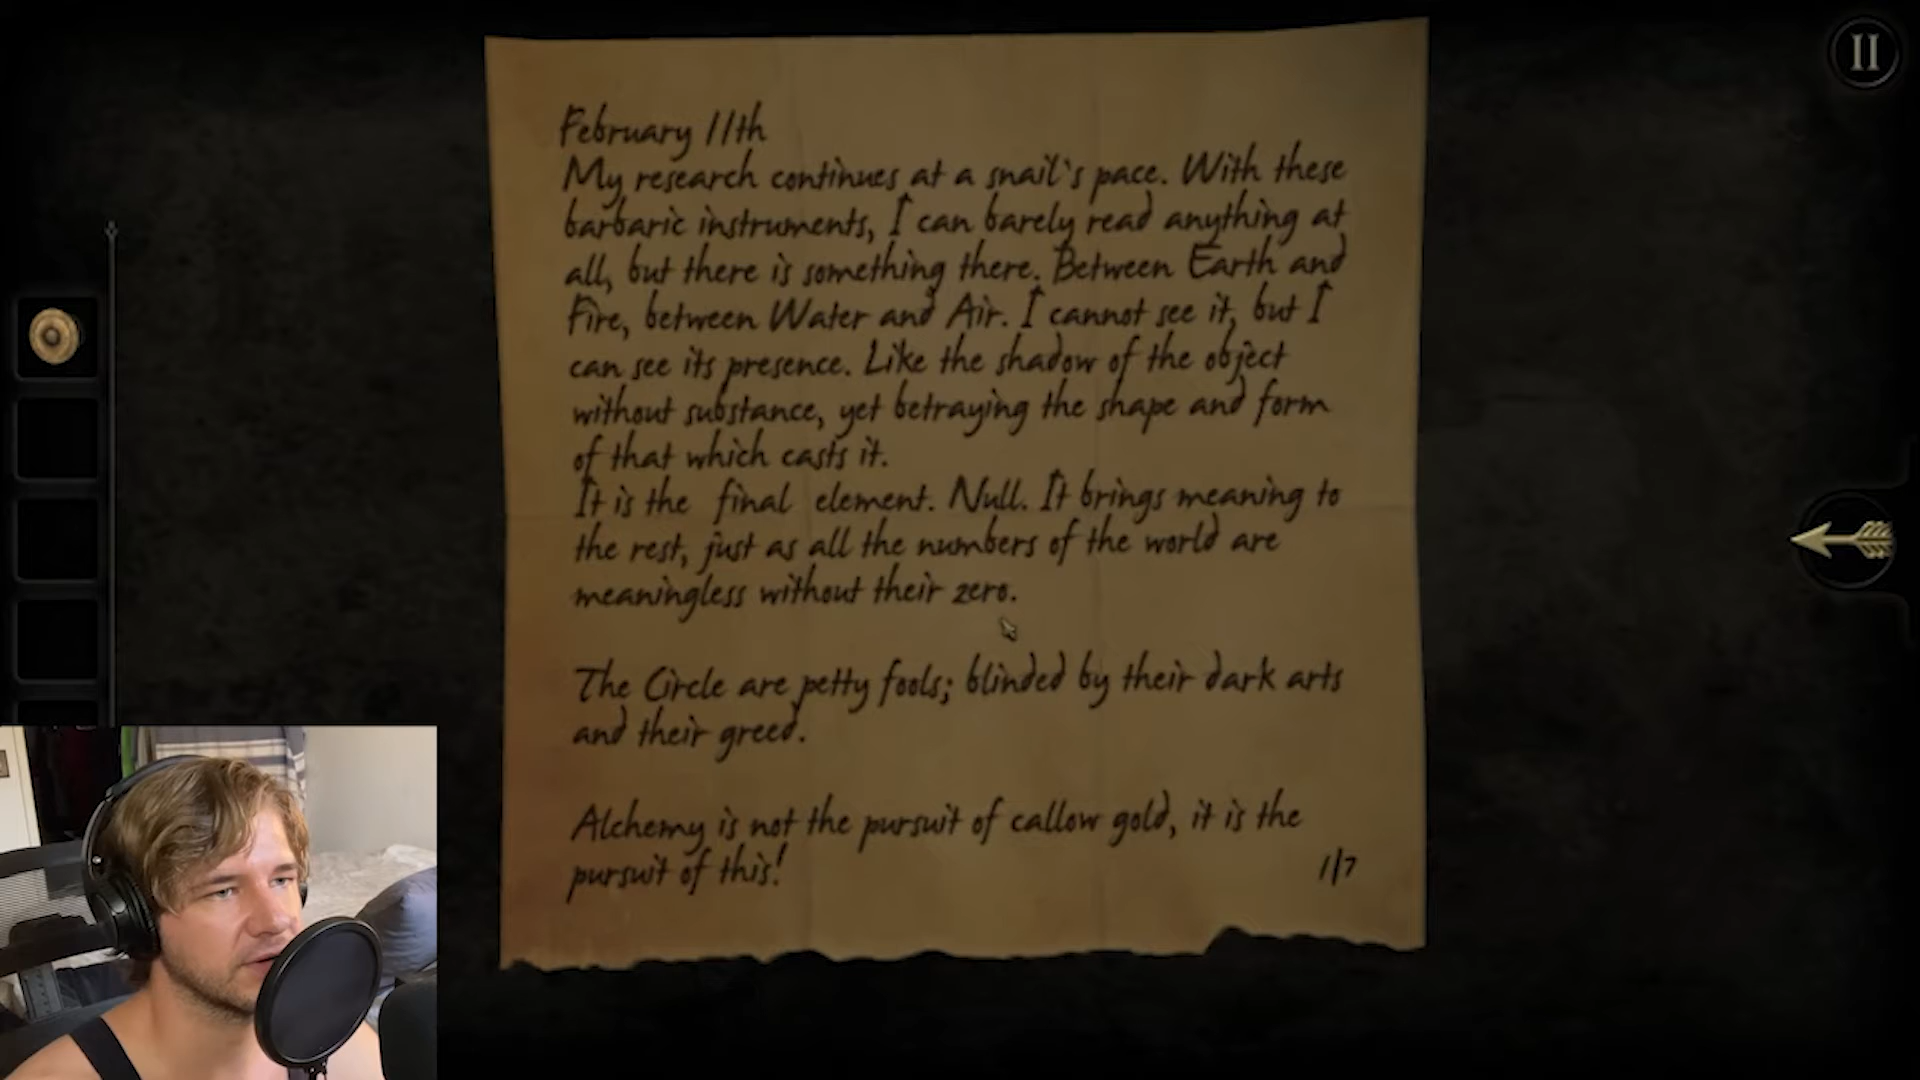 February 11th
My research continues at a snail's pace. With these
barbaric instruments, I can barely read anything at
all, but there is something there. Between Earth and
Fire, between Water and Air. I cannot see it, but I
can see its presence. Like the shadow of the object
without substance, yet betraying the shape and form
of that which casts it.
It is the final element. Null. It brings meaning to
the rest, just as all the numbers of the world are
meaningless without their zero.
The Circle are petty fools; blinded by their dark arts
and their greed.
Alchemy is not the pursuit of callow gold, it is the
pursuit of this!
1/7